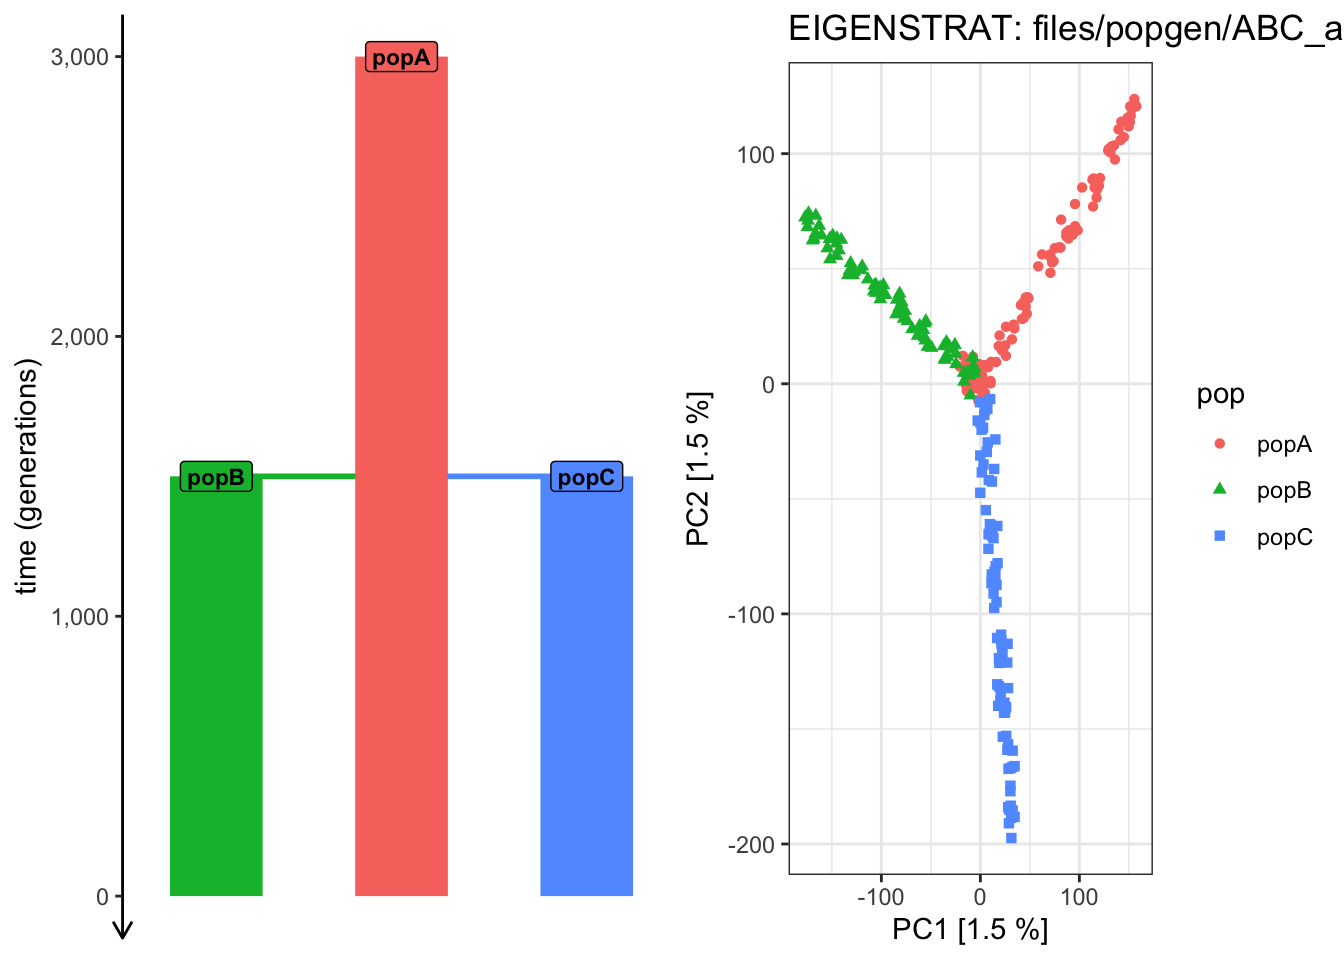 time (generations)
3,000
2,000
1,000
0
popA
popB
popC
EIGENSTRAT: files/popgen/ABC_a
PC2 [1.5 %]
100
0
-100
-200
-100
0
100
PC1 [1.5 %]
pop
popA
popB
popC